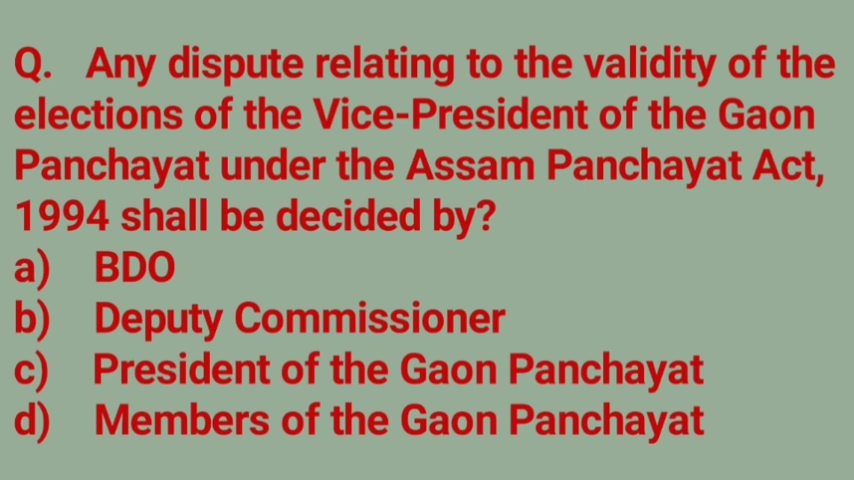 Q. Any dispute relating to the validity of the
elections of the Vice-President of the Gaon
Panchayat under the Assam Panchayat Act,
1994 shall be decided by?
a) BDO
b) Deputy Commissioner
c) President of the Gaon Panchayat
d) Members of the Gaon Panchayat